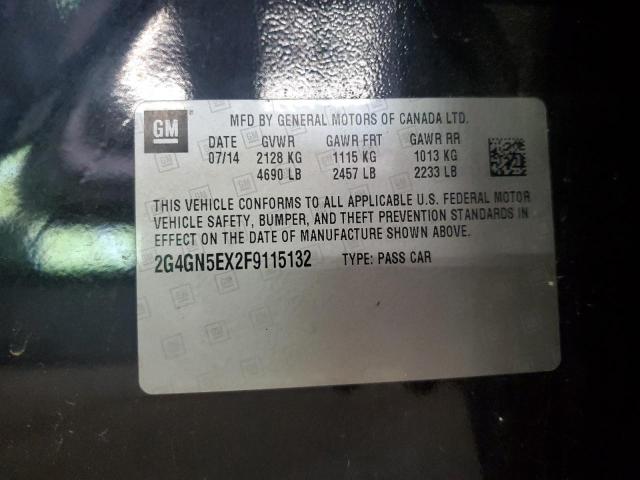 GM
MFD BY GENERAL MOTORS OF CANADA LTD.
DATE GVWR GAWR FRT GAWR RR
07/14 2128 KG 1115 KG 1013 KG
4690 LB 2457 LB 2233 LB
THIS VEHICLE CONFORMS TO ALL APPLICABLE U.S. FEDERAL MOTOR
VEHICLE SAFETY, BUMPER, AND THEFT PREVENTION STANDARDS IN
EFFECT ON THE DATE OF MANUFACTURE SHOWN ABOVE.
2G4GN5EX2F9115132 TYPE: PASS CAR